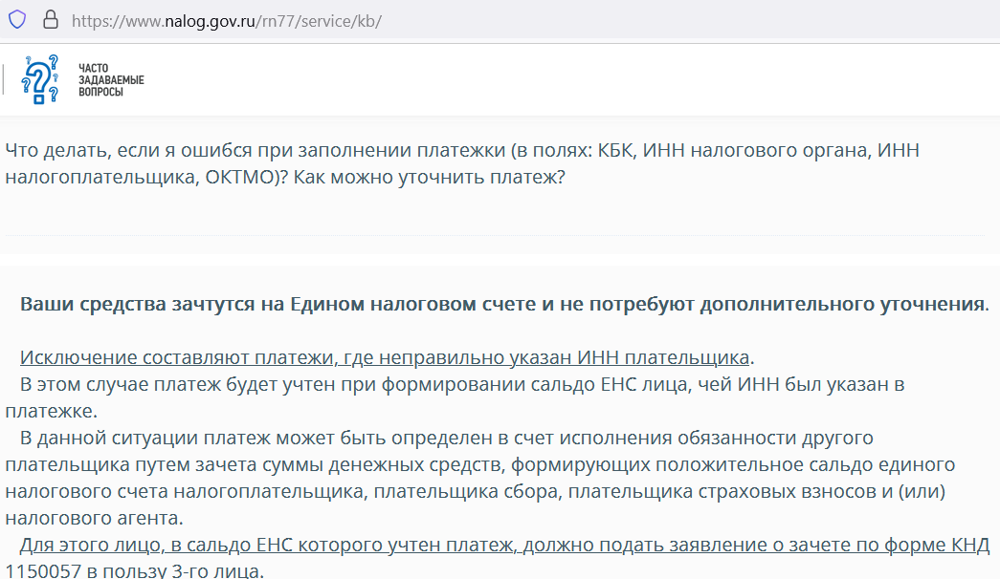 https://www.nalog.gov.ru/rn77/service/kb/
ЧАСТО
ЗАДАВАЕМЫЕ
ВОПРОСЫ
Что делать, если я ошибся при заполнении платежки (в полях: КБК, ИНН налогового органа, ИНН
налогоплательщика, ОКТМО)? Как можно уточнить платеж?
Ваши средства зачтутся на Едином налоговом счете и не потребуют дополнительного уточнения.
Исключение составляют платежи, где неправильно указан ИНН плательщика.
В этом случае платеж будет учтен при формировании сальдо ЕНС лица, чей ИНН был указан в
платежке.
В данной ситуации платеж может быть определен в счет исполнения обязанности другого
плательщика путем зачета суммы денежных средств, формирующих положительное сальдо единого
налогового счета налогоплательщика, плательщика сбора, плательщика страховых взносов и (или)
налогового агента.
Для этого лицо, в сальдо ЕНС которого учтен платеж, должно подать заявление о зачете по форме КНД
1150057 в пользу 3-го лица.